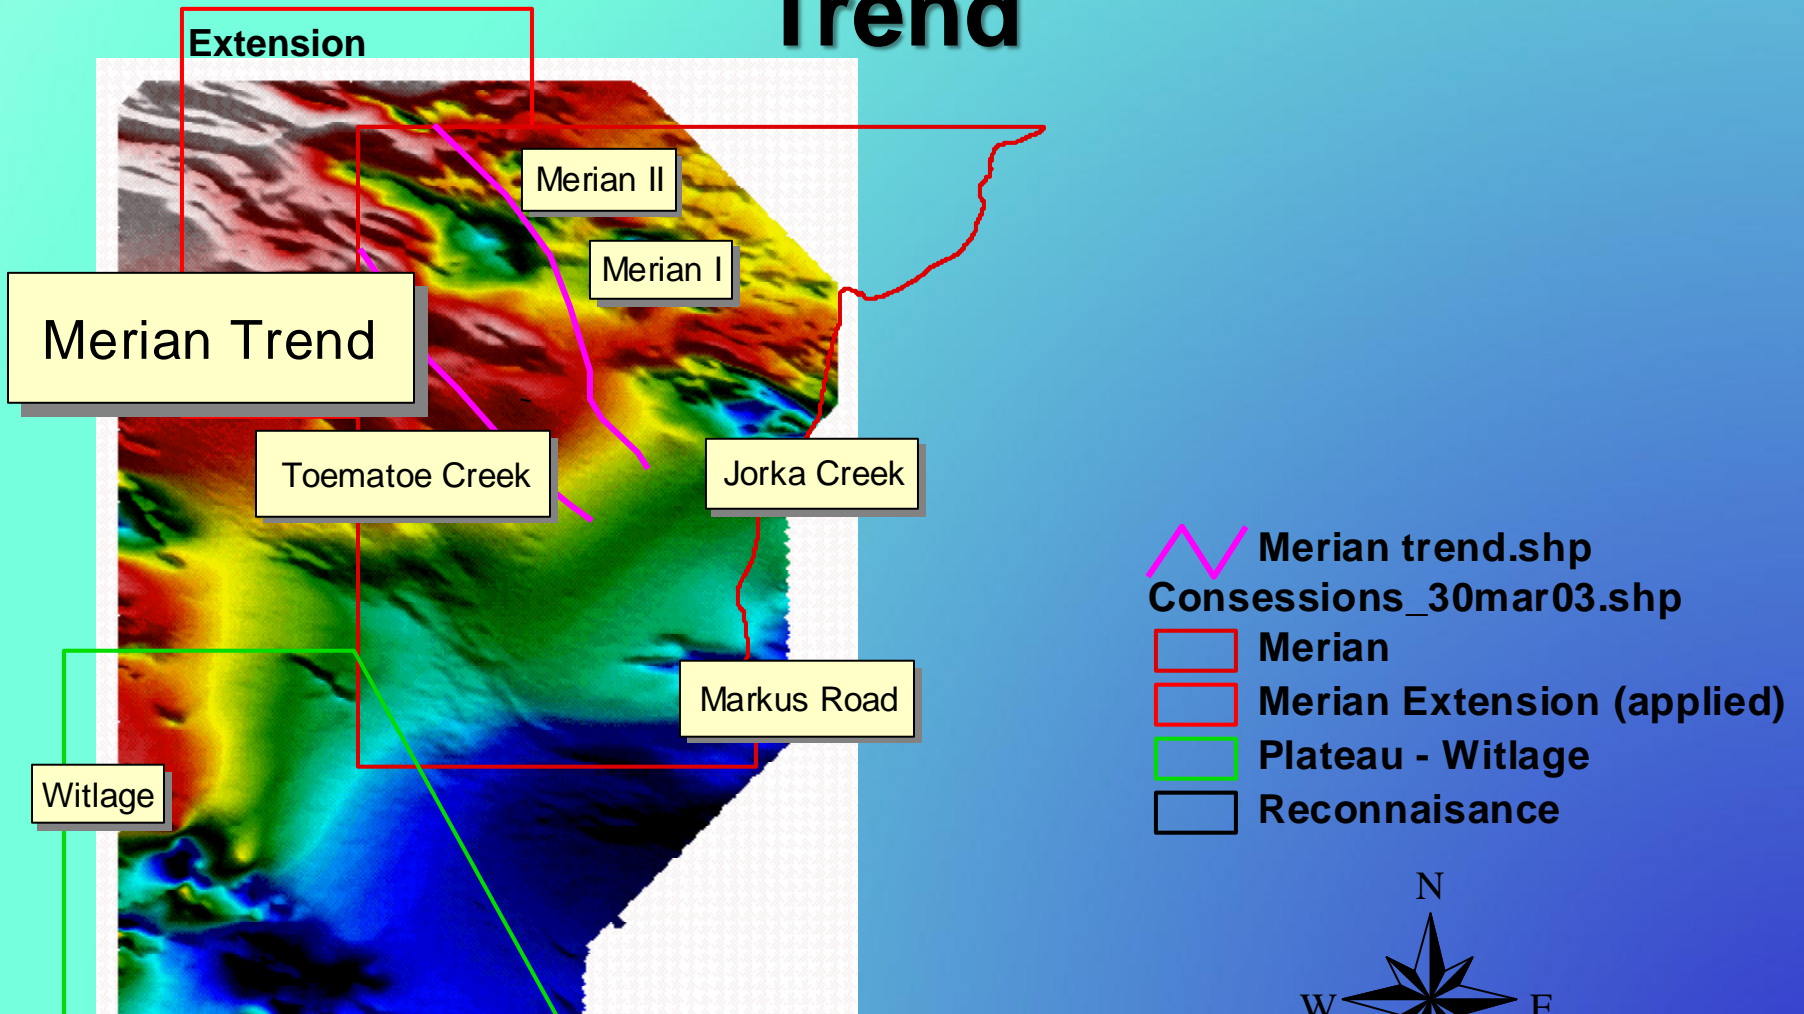 Trend
Extension
Merian II
Merian I
Merian Trend
Toematoe Creek
Jorka Creek
Markus Road
Witlage
Merian trend.shp
Consessions_30mar03.shp
Merian
Merian Extension (applied)
Plateau - Witlage
Reconnaisance
N
W
E